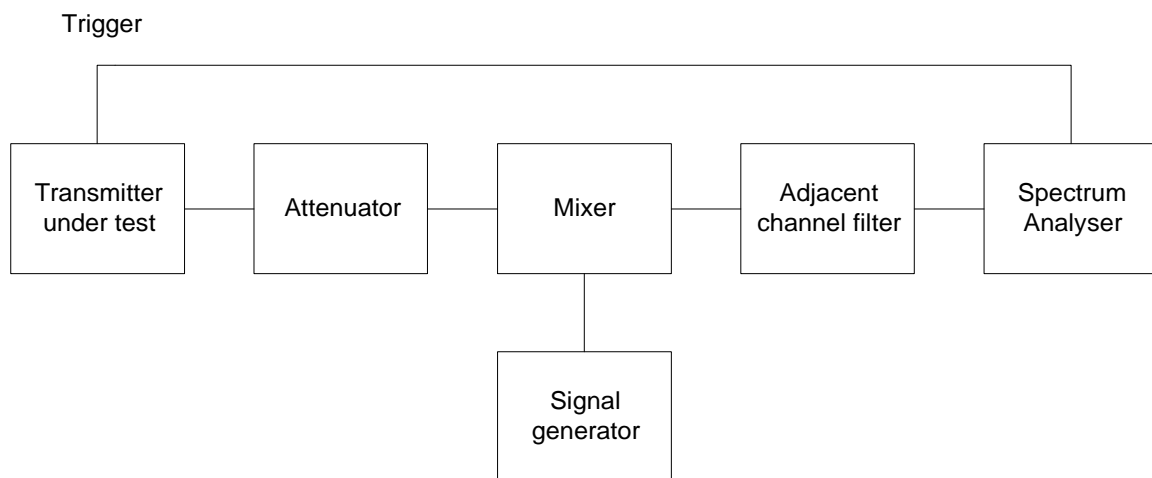 Trigger
Transmitter
under test
Attenuator
Mixer
Adjacent
channel filter
Spectrum
Analyser
Signal
generator